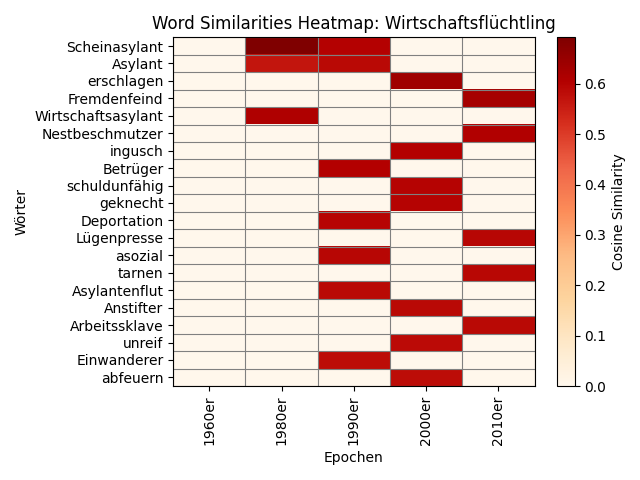 Word Similarities Heatmap: Wirtschaftsflüchtling
Scheinasylant
Asylant
erschlagen
Fremdenfeind
Wirtschaftsasylant
Nestbeschmutzer
ingusch
Betrüger
schuldunfähig
geknecht
Deportation
Lügenpresse
asozial
tarnen
Asylantenflut
Anstifter
Arbeitssklave
unreif
Einwanderer
abfeuern
Wörter
1960er
1980er
1990er
2000er
2010er
Epochen
0.6
0.5
0.4
0.3
0.2
0.1
0.0
Cosine Similarity